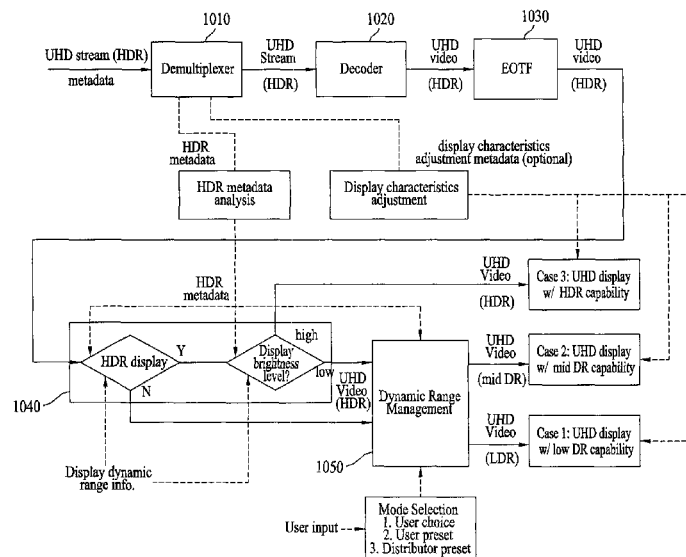 1010
1020
1030
UHD stream (HDR)
metadata
Demultiplexer
UHD
Stream
(HDR)
Decoder
UHD
video
(HDR)
EOTF
UHD
video
(HDR)
HDR
metadata
display characteristics
adjustment metadata (optional)
HDR metadata
analysis
Display characteristics
adjustment
HDR
metadata
UHD
Video
(HDR)
Case 3: UHD display
w/ HDR capability
HDR display
Y
N
Display
brightness
level?
high
low
UHD
Video
(HDR)
Dynamic Range
Management
UHD
Video
(mid DR)
Case 2: UHD display
w/ mid DR capability
UHD
Video
(LDR)
Case 1: UHD display
w/ low DR capability
1040
1050
Display dynamic
range info.
User input
Mode Selection
1. User choice
2. User preset
3. Distributor preset